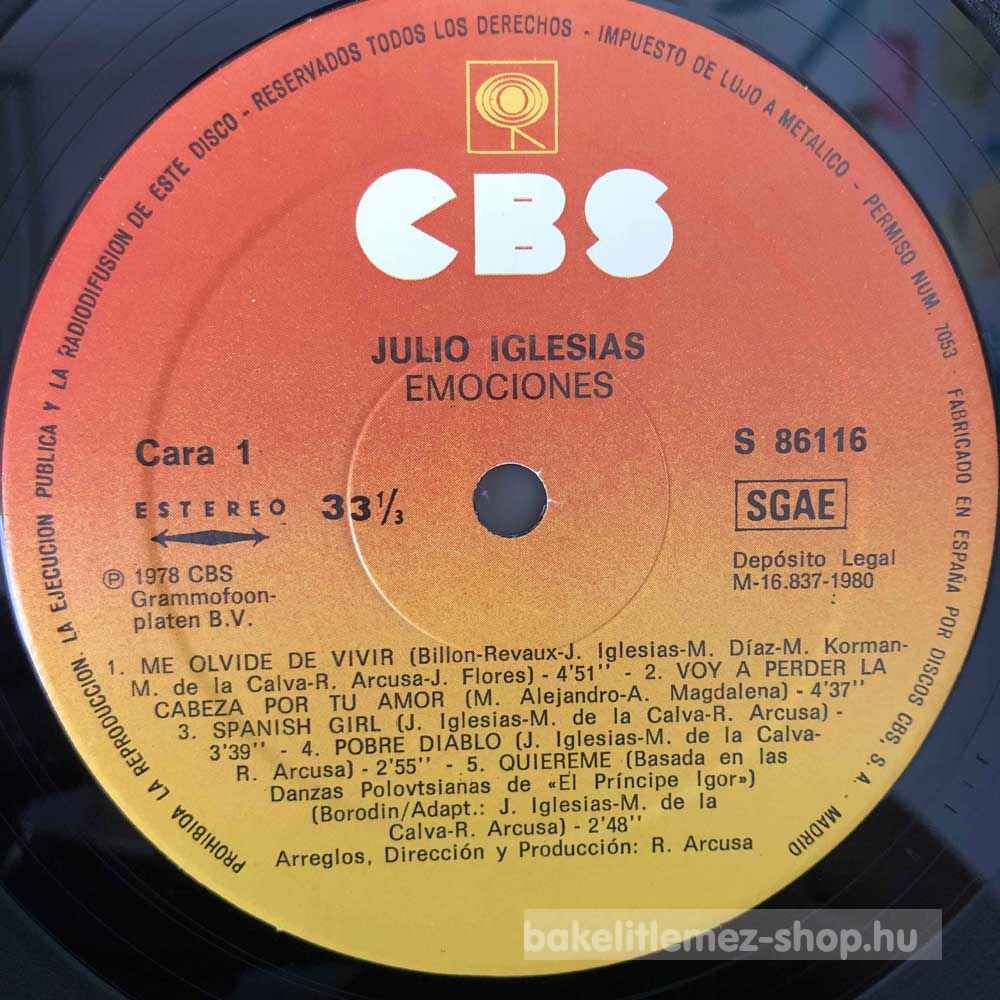 PROHIBIDA LA REPRODUCCION, LA EJECUCION PUBLICA Y LA RADIODIFUSION DE ESTE DISCO - RESERVADOS TODOS LOS DERECHOS - IMPUESTO DE LUJO A METALICO - PERMISO NUM. 7053 - FABRICADO EN ESPAÑA POR DISCOS CBS, S. A. - MADRID
CBS
JULIO IGLESIAS
EMOCIONES
Cara 1
S 86116
ESTEREO 33 1/3
SGAE
Ⓟ 1978 CBS
Grammofoon-
platen B.V.
Depósito Legal
M-16.837-1980
1. ME OLVIDE DE VIVIR (Billon-Revaux-J. Iglesias-M. Díaz-M. Korman-
M. de la Calva-R. Arcusa-J. Flores) - 4'51'' - 2. VOY A PERDER LA
CABEZA POR TU AMOR (M. Alejandro-A. Magdalena) - 4'37''
3. SPANISH GIRL (J. Iglesias-M. de la Calva-R. Arcusa) -
3'39'' - 4. POBRE DIABLO (J. Iglesias-M. de la Calva-
R. Arcusa) - 2'55'' - 5. QUIEREME (Basada en las
Danzas Polovtsianas de «El Príncipe Igor»)
(Borodin/Adapt.: J. Iglesias-M. de la
Calva-R. Arcusa) - 2'48''
Arreglos, Dirección y Producción: R. Arcusa
bakelitlemez-shop.hu